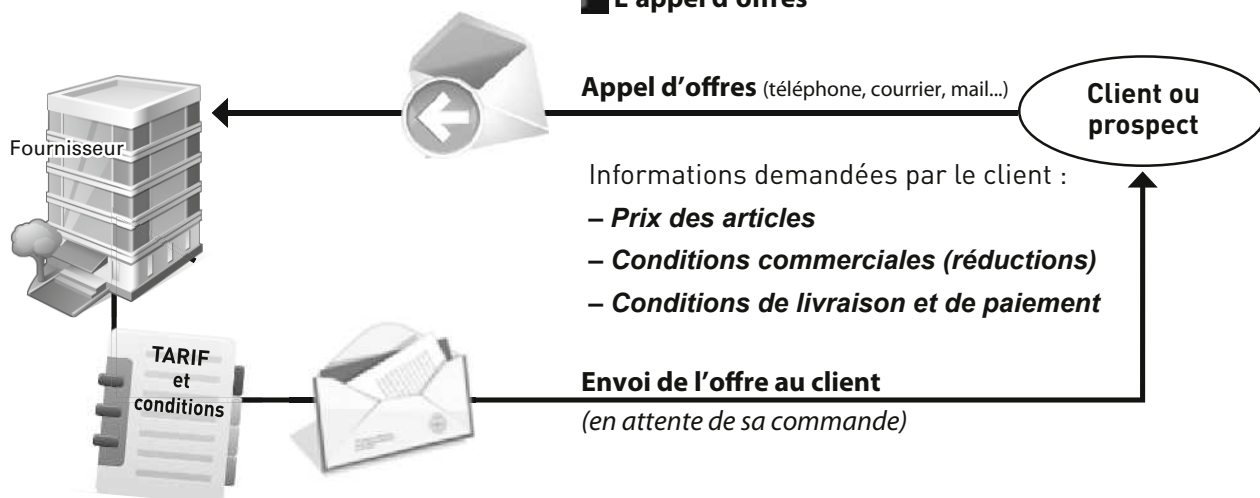 L'appel d'offres
Appel d'offres (téléphone, courrier, mail...)
Client ou
prospect
Fournisseur
Informations demandées par le client :
– Prix des articles
– Conditions commerciales (réductions)
– Conditions de livraison et de paiement
TARIF
et
conditions
Envoi de l'offre au client
(en attente de sa commande)